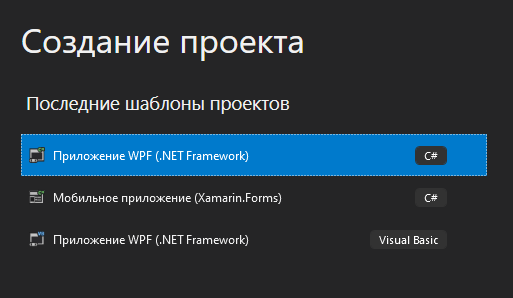 Создание проекта
Последние шаблоны проектов
Приложение WPF (.NET Framework) C#
Мобильное приложение (Xamarin.Forms) C#
Приложение WPF (.NET Framework) Visual Basic